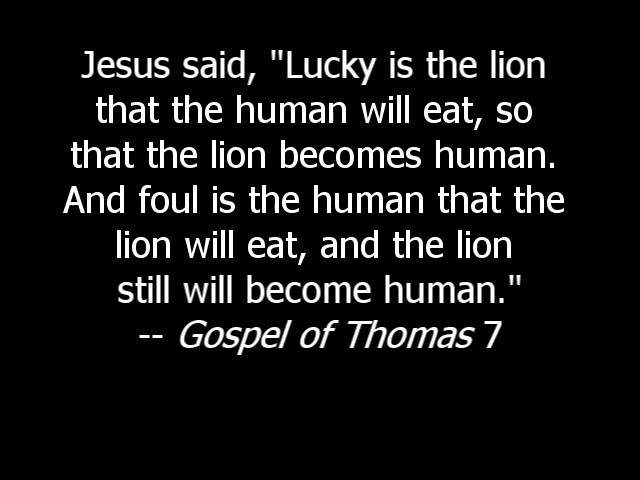 Jesus said, "Lucky is the lion
that the human will eat, so
that the lion becomes human.
And foul is the human that the
lion will eat, and the lion
still will become human."
-- Gospel of Thomas 7